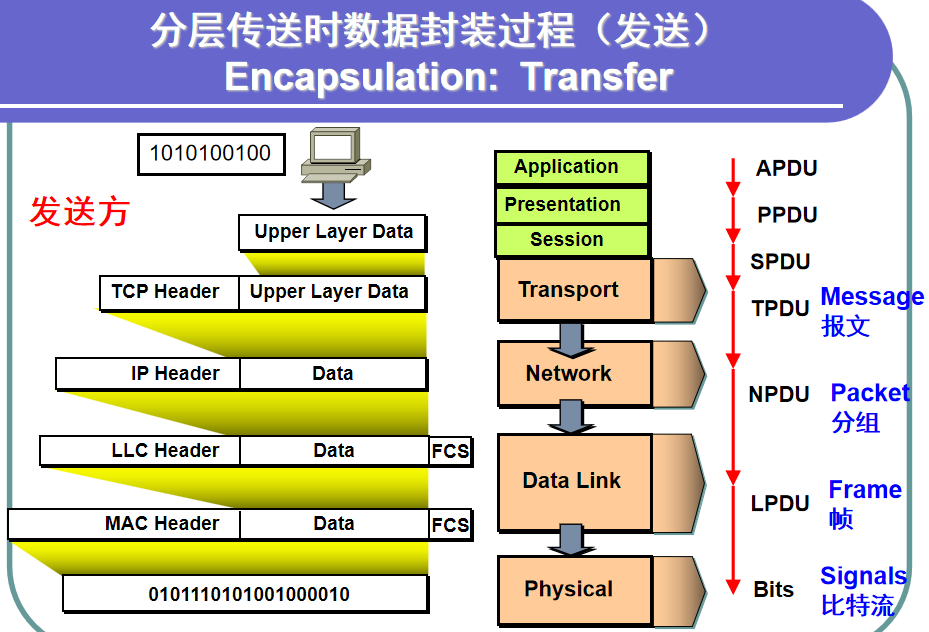 分层传送时数据封装过程（发送）
Encapsulation: Transfer
1010100100
发送方
Upper Layer Data
TCP Header Upper Layer Data
IP Header Data
LLC Header Data FCS
MAC Header Data FCS
0101110101001000010
Application
Presentation
Session
Transport
Network
Data Link
Physical
APDU
PPDU
SPDU
TPDU Message
报文
NPDU Packet
分组
LPDU Frame
帧
Bits Signals
比特流